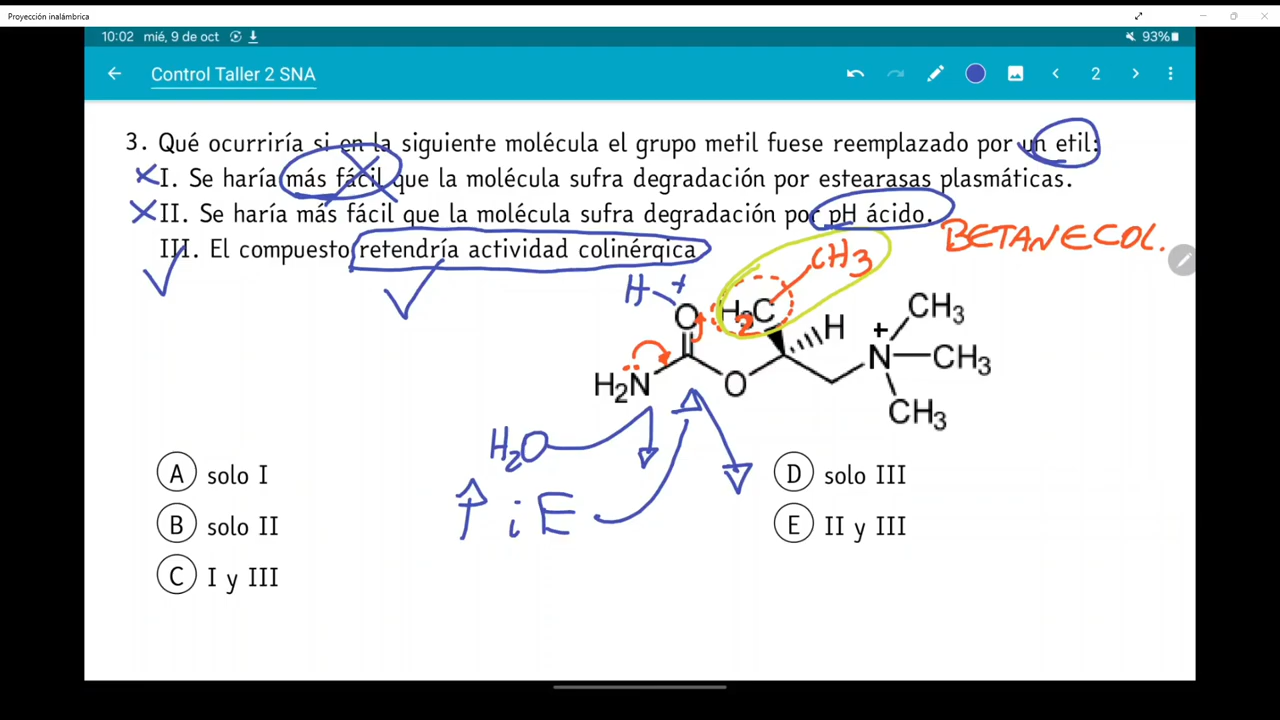 Proyección inalámbrica
10:02 mié, 9 de oct 93%
Control Taller 2 SNA
2
3. Qué ocurriría si en la siguiente molécula el grupo metil fuese reemplazado por un etil:
I. Se haría más fácil que la molécula sufra degradación por estearasas plasmáticas.
II. Se haría más fácil que la molécula sufra degradación por pH ácido.
BETANECOL.
III. El compuesto retendría actividad colinérgica
CH3
H +
O H2C H + CH3
N CH3
H2N O
CH3
H2O
A solo I
D solo III
↑ iE
B solo II
E II y III
C I y III